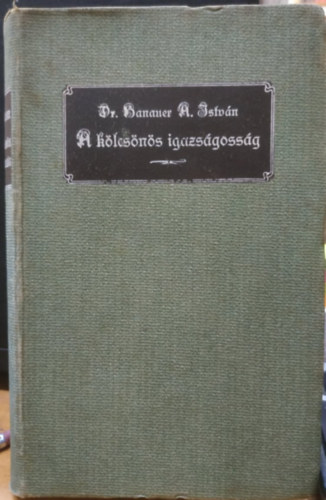 Dr. Hanauer A. István
A kölcsönös igazságosság